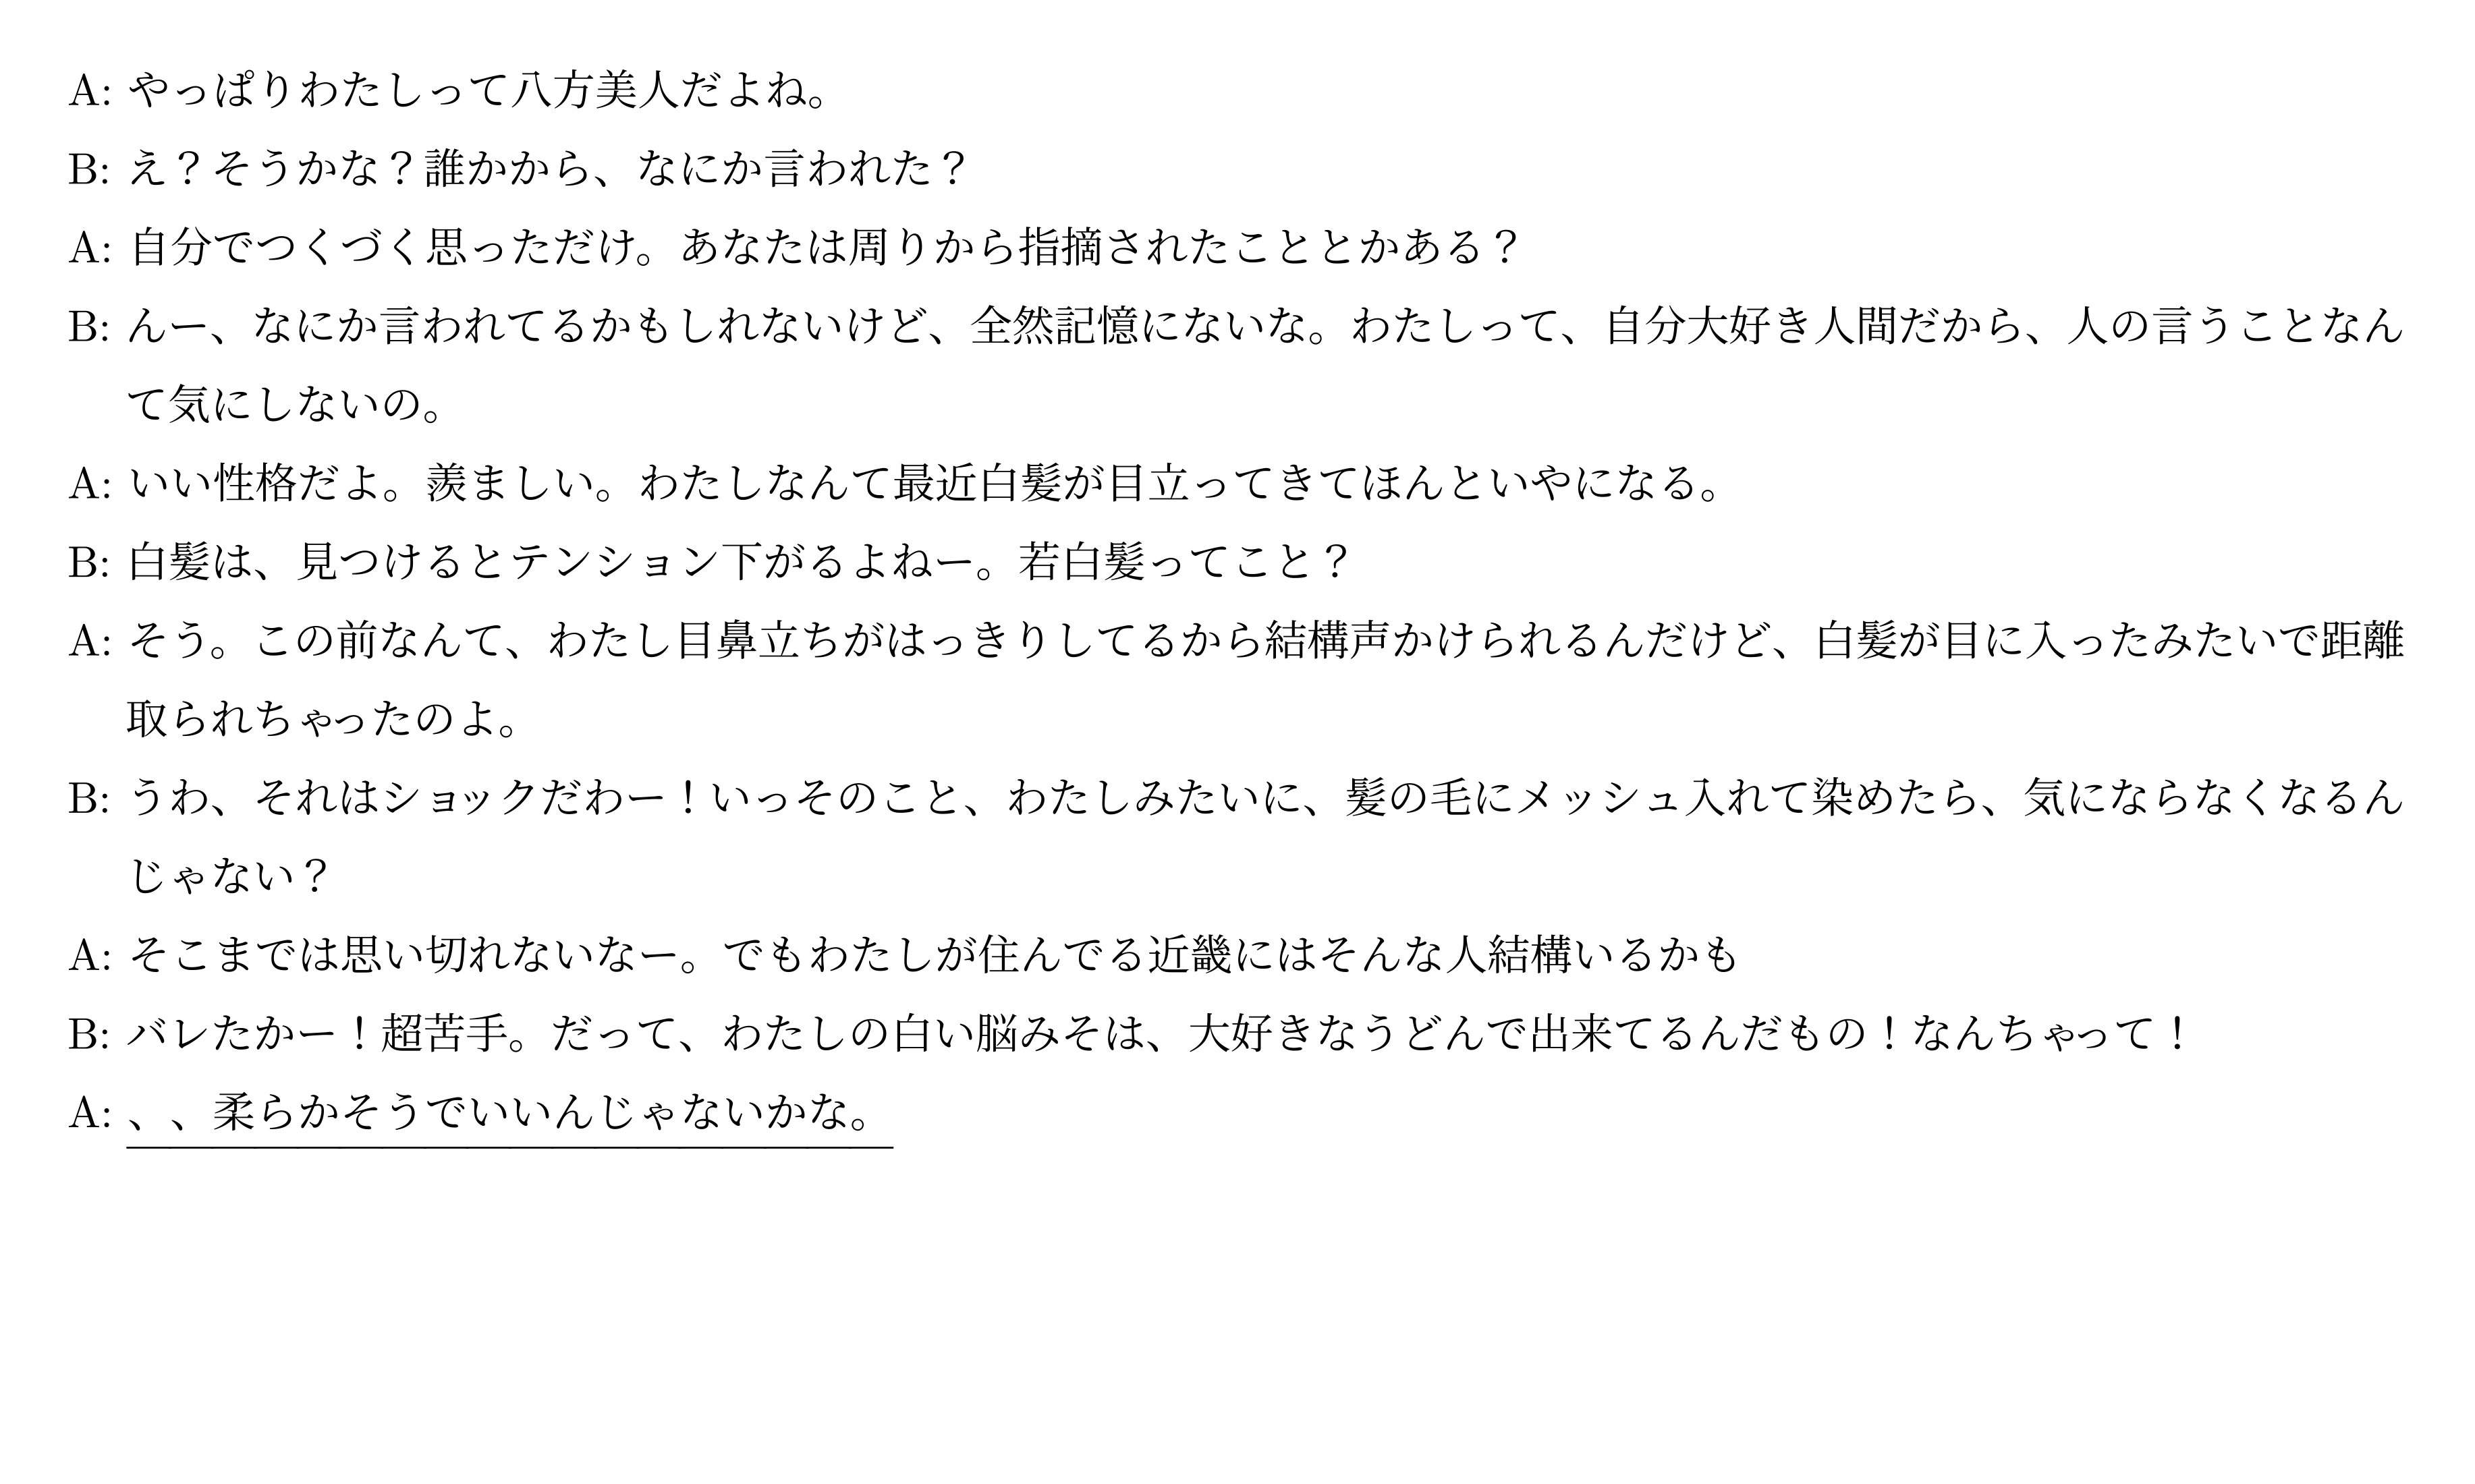 A: やっぱりわたしって八方美人だよね。
B: え？そうかな？誰かから、なにか言われた？
A: 自分でつくづく思っただけ。あなたは周りから指摘されたこととかある？
B: んー、なにか言われてるかもしれないけど、全然記憶にないな。わたしって、自分大好き人間だから、人の言うことなん
て気にしないの。
A: いい性格だよ。羨ましい。わたしなんて最近白髪が目立ってきてほんといやになる。
B: 白髪は、見つけるとテンション下がるよねー。若白髪ってこと？
A: そう。この前なんて、わたし目鼻立ちがはっきりしてるから結構声かけられるんだけど、白髪が目に入ったみたいで距離
取られちゃったのよ。
B: うわ、それはショックだわー！いっそのこと、わたしみたいに、髪の毛にメッシュ入れて染めたら、気にならなくなるん
じゃない？
A: そこまでは思い切れないなー。でもわたしが住んでる近畿にはそんな人結構いるかも
B: バレたかー！超苦手。だって、わたしの白い脳みそは、大好きなうどんで出来てるんだもの！なんちゃって！
A: 、、柔らかそうでいいんじゃないかな。